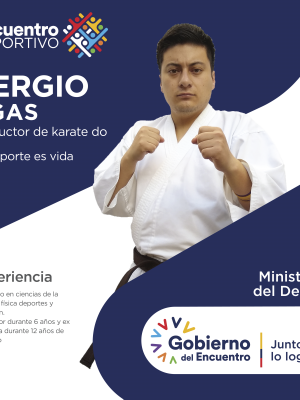 cuentro
PORTIVO
ERGIO
GAS
uctor de karate do
porte es vida
eriencia
o en ciencias de la
física deportes y
n.
or durante 6 años y ex
a durante 12 años de
o
Minist
del De
Gobierno
del Encuentro
Junto
lo log